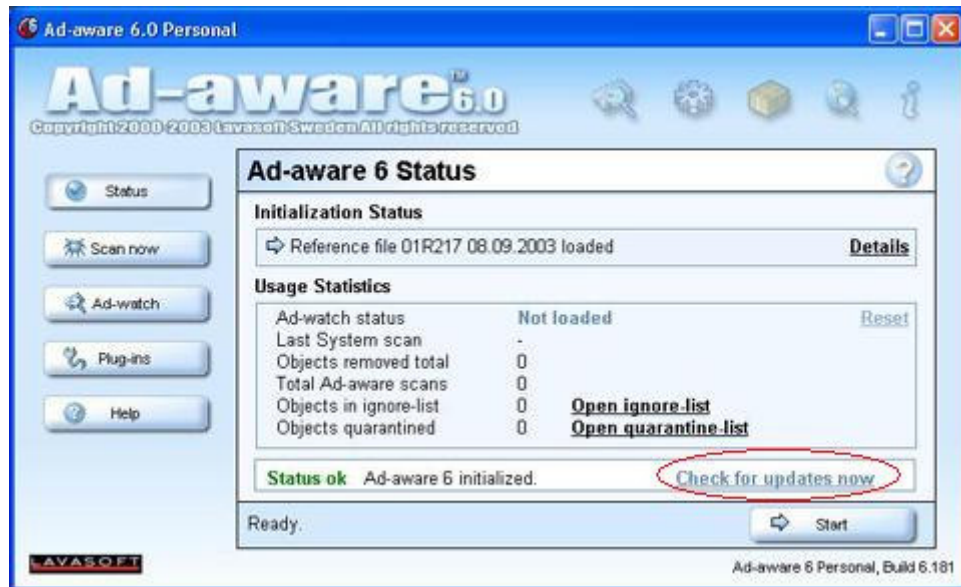 Ad-aware 6.0 Personal
Ad-aware 6.0
Copyright 2000-2003 Lavasoft Sweden All rights reserved
Status
Scan now
Ad-watch
Plug-ins
Help
Ad-aware 6 Status
Initialization Status
Reference file 01R217 08.09.2003 loaded Details
Usage Statistics
Ad-watch status Not loaded Reset
Last System scan -
Objects removed total 0
Total Ad-aware scans 0
Objects in ignore-list 0 Open ignore-list
Objects quarantined 0 Open quarantine-list
Status ok Ad-aware 6 initialized. Check for updates now
Ready. Start
LAVASOFT
Ad-aware 6 Personal, Build 6.181